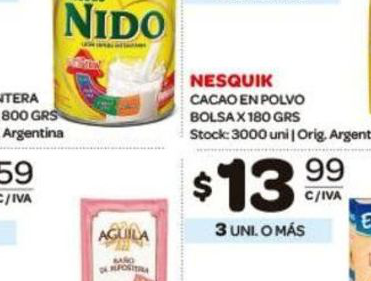 NIDO
NTERA
800 GRS
Argentina
59
C/IVA
NESQUIK
CACAO EN POLVO
BOLSA X 180 GRS
Stock: 3000 uni | Orig. Argent
$13 99
C/IVA
3 UNI. O MÁS
AGUILA
BAÑO
DE REPOSTERIA
E